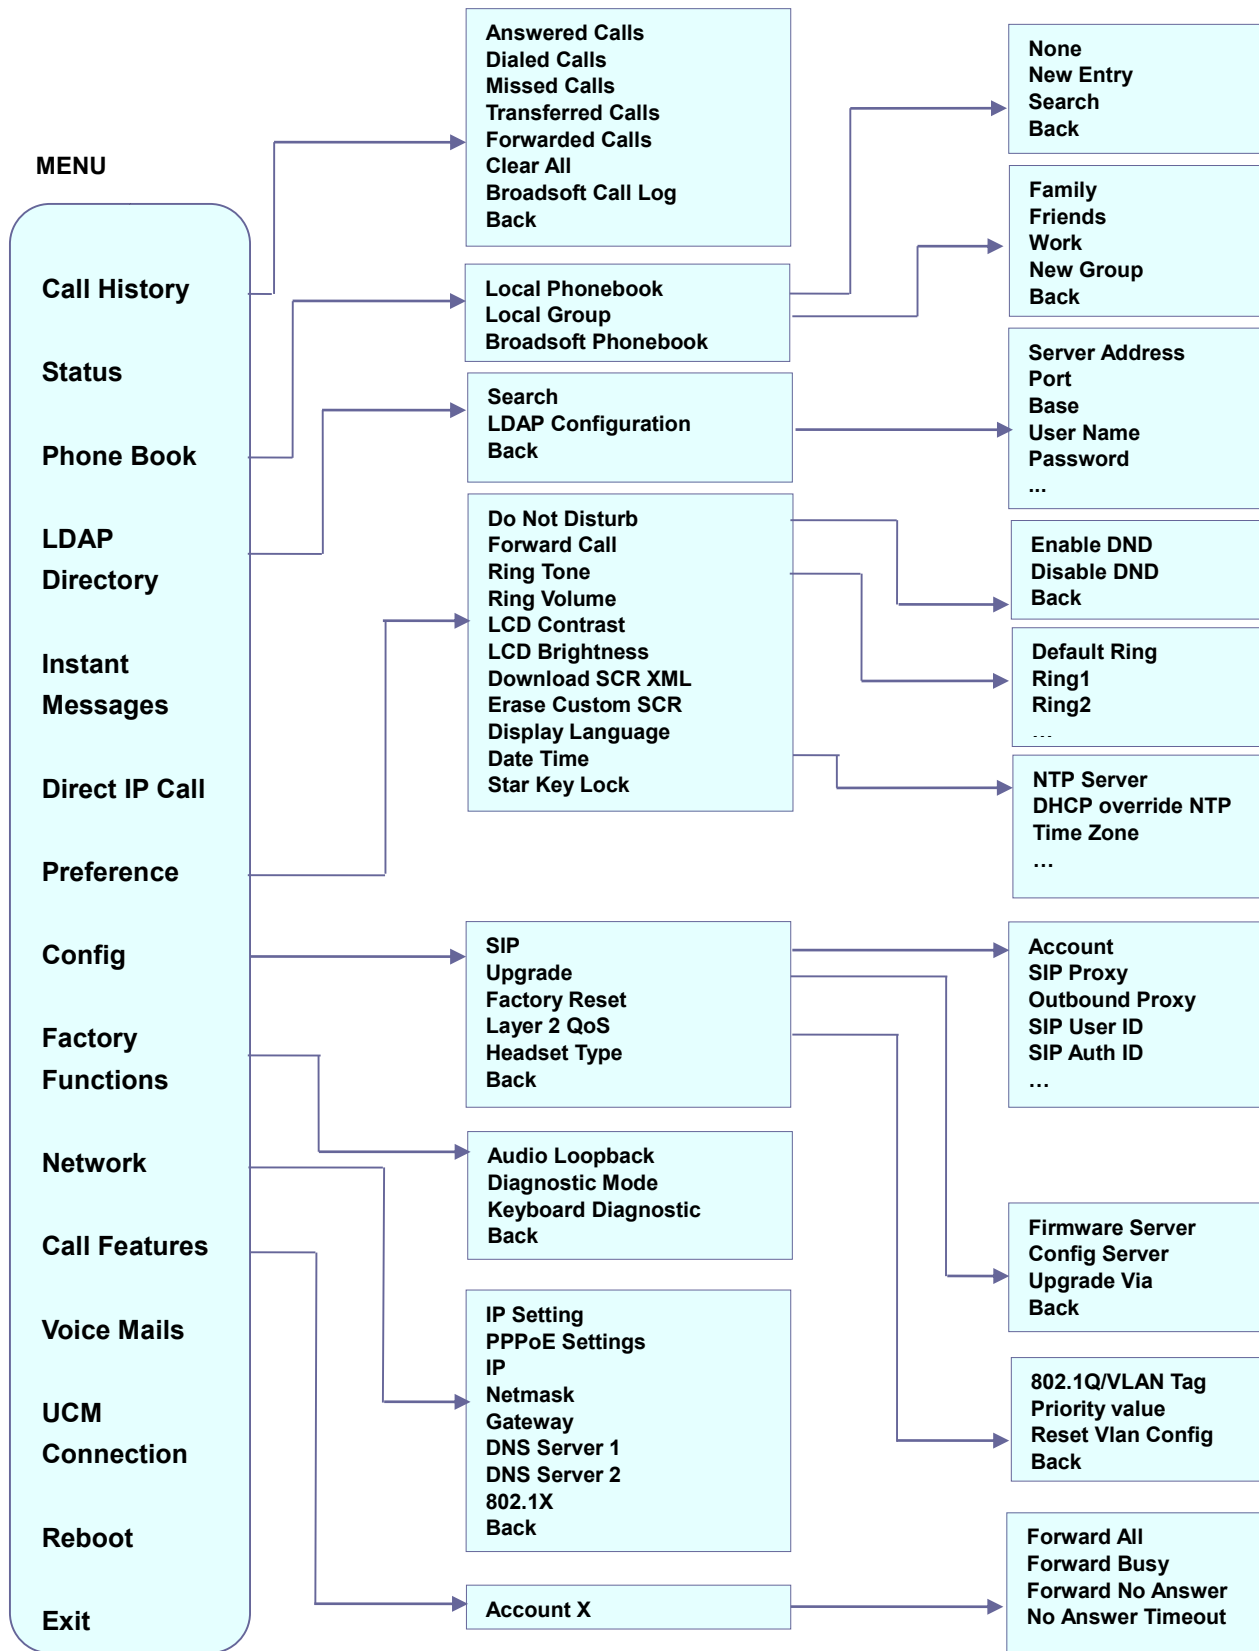 MENU
Call History
Status
Phone Book
LDAP
Directory
Instant
Messages
Direct IP Call
Preference
Config
Factory
Functions
Network
Call Features
Voice Mails
UCM
Connection
Reboot
Exit
Answered Calls
Dialed Calls
Missed Calls
Transferred Calls
Forwarded Calls
Clear All
Broadsoft Call Log
Back
Local Phonebook
Local Group
Broadsoft Phonebook
Search
LDAP Configuration
Back
Do Not Disturb
Forward Call
Ring Tone
Ring Volume
LCD Contrast
LCD Brightness
Download SCR XML
Erase Custom SCR
Display Language
Date Time
Star Key Lock
SIP
Upgrade
Factory Reset
Layer 2 QoS
Headset Type
Back
Audio Loopback
Diagnostic Mode
Keyboard Diagnostic
Back
IP Setting
PPPoE Settings
IP
Netmask
Gateway
DNS Server 1
DNS Server 2
802.1X
Back
Account X
None
New Entry
Search
Back
Family
Friends
Work
New Group
Back
Server Address
Port
Base
User Name
Password
...
Enable DND
Disable DND
Back
Default Ring
Ring1
Ring2
...
NTP Server
DHCP override NTP
Time Zone
...
Account
SIP Proxy
Outbound Proxy
SIP User ID
SIP Auth ID
...
Firmware Server
Config Server
Upgrade Via
Back
802.1Q/VLAN Tag
Priority value
Reset Vlan Config
Back
Forward All
Forward Busy
Forward No Answer
No Answer Timeout